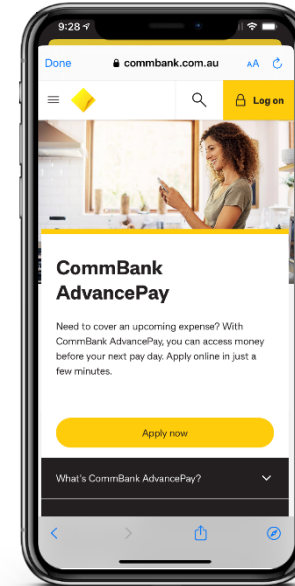 9:28
Done commbank.com.au AA
Log on
CommBank
AdvancePay
Need to cover an upcoming expense? With
CommBank AdvancePay, you can access money
before your next pay day. Apply online in just a
few minutes.
Apply now
What's CommBank AdvancePay?